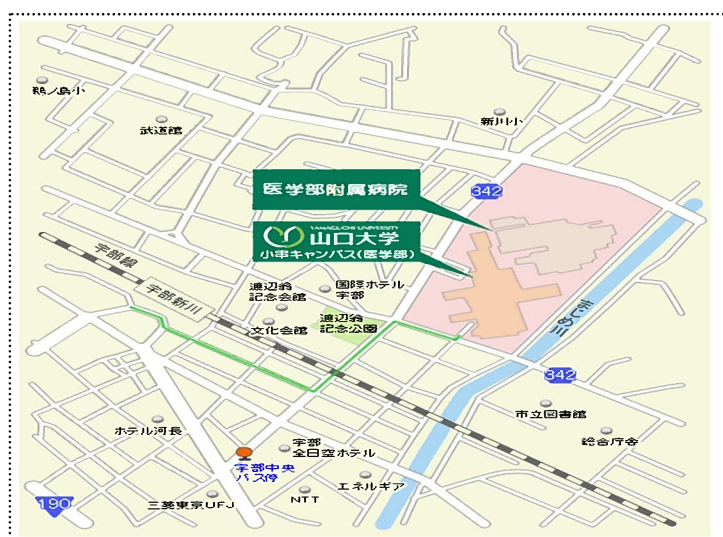 鵜ノ島小
武道館
新川小
342
医学部附属病院
YAMAGUCHI UNIVERSITY
山口大学
小串キャンパス(医学部)
宇部線
宇部新川
渡辺翁
記念会館
国際ホテル
宇部
文化会館
渡辺翁
記念公園
まじめ川
342
市立図書館
総合庁舎
ホテル河長
宇部
全日空ホテル
宇部中央
バス停
エネルギア
NTT
三菱東京UFJ
190